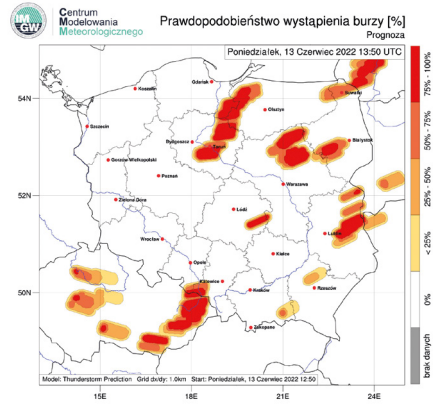 IMGW
Centrum
Modelowania
Meteorologicznego
Prawdopodobieństwo wystąpienia burzy [%]
Prognoza
Poniedzialek, 13 Czerwiec 2022 13:50 UTC
Gdańsk
Koszalin
Suwałki
54N
Olsztyn
Szczecin
Bydgoszcz
Toruń
Białystok
Gorzów Wielkopolski
Poznań
Warszawa
52N
Zielona Góra
Łódź
Lublin
Wrocław
Kielce
Opole
Katowice
Kraków
Rzeszów
50N
Zakopane
Model: Thunderstorm Prediction Grid dx/dy: 1.0km Start: Poniedzialek, 13 Czerwiec 2022 12:50
15E
18E
21E
24E
75% - 100%
50% - 75%
25% - 50%
< 25%
0%
brak danych